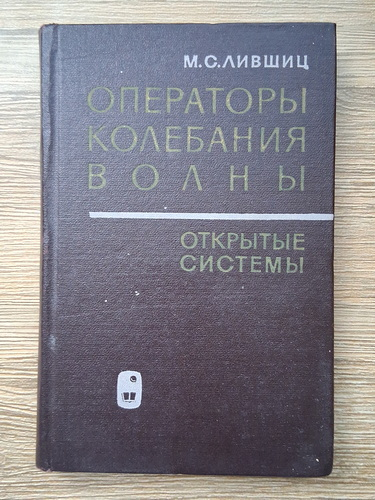 М.С.ЛИВШИЦ
ОПЕРАТОРЫ
КОЛЕБАНИЯ
ВОЛНЫ
ОТКРЫТЫЕ
СИСТЕМЫ